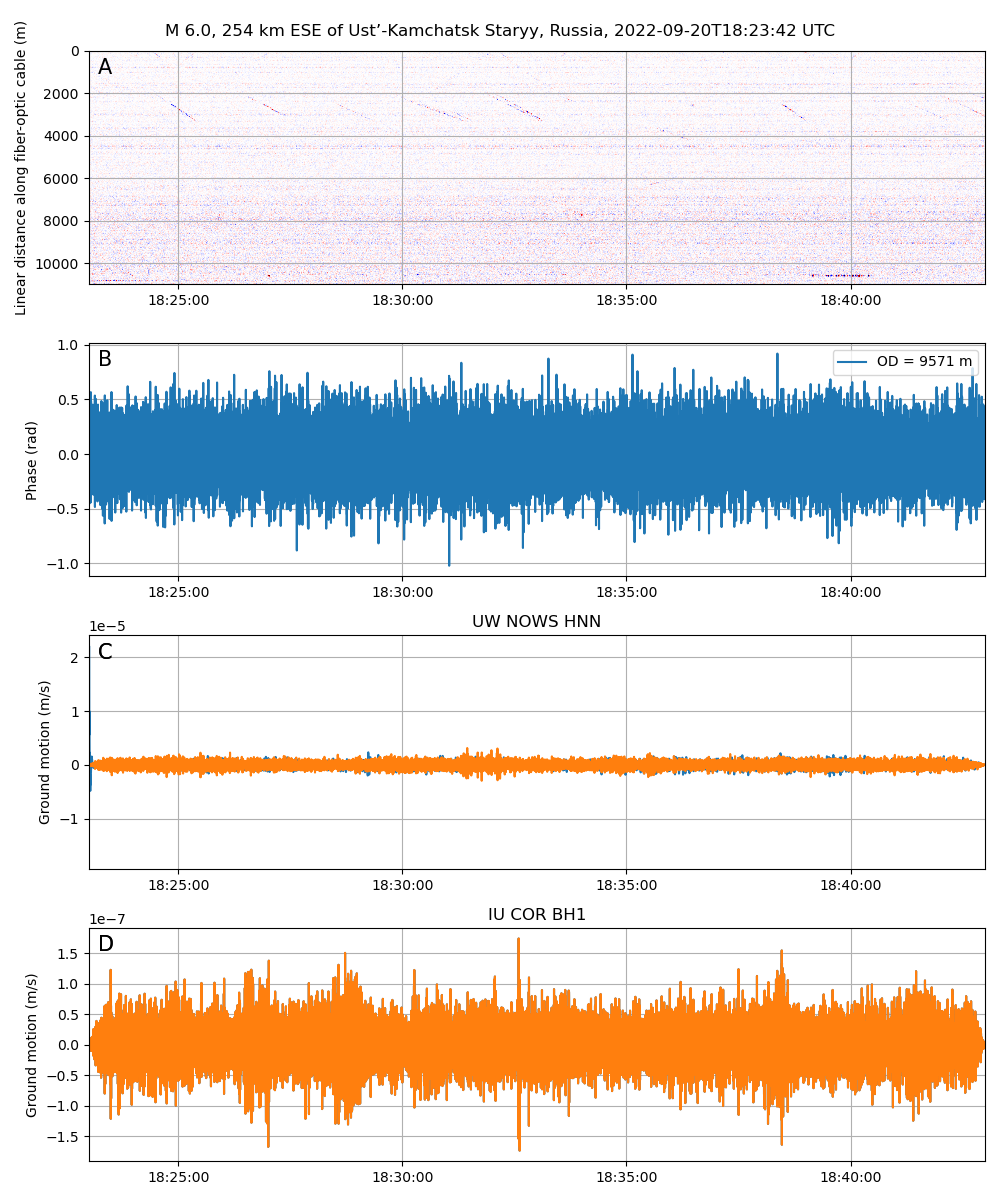 M 6.0, 254 km ESE of Ust’-Kamchatsk Staryy, Russia, 2022-09-20T18:23:42 UTC
Linear distance along fiber-optic cable (m)
A
0
2000
4000
6000
8000
10000
18:25:00 18:30:00 18:35:00 18:40:00
Phase (rad)
B
OD = 9571 m
1.0
0.5
0.0
−0.5
−1.0
18:25:00 18:30:00 18:35:00 18:40:00
UW NOWS HNN
1e−5
Ground motion (m/s)
C
2
1
0
−1
18:25:00 18:30:00 18:35:00 18:40:00
IU COR BH1
1e−7
Ground motion (m/s)
D
1.5
1.0
0.5
0.0
−0.5
−1.0
−1.5
18:25:00 18:30:00 18:35:00 18:40:00